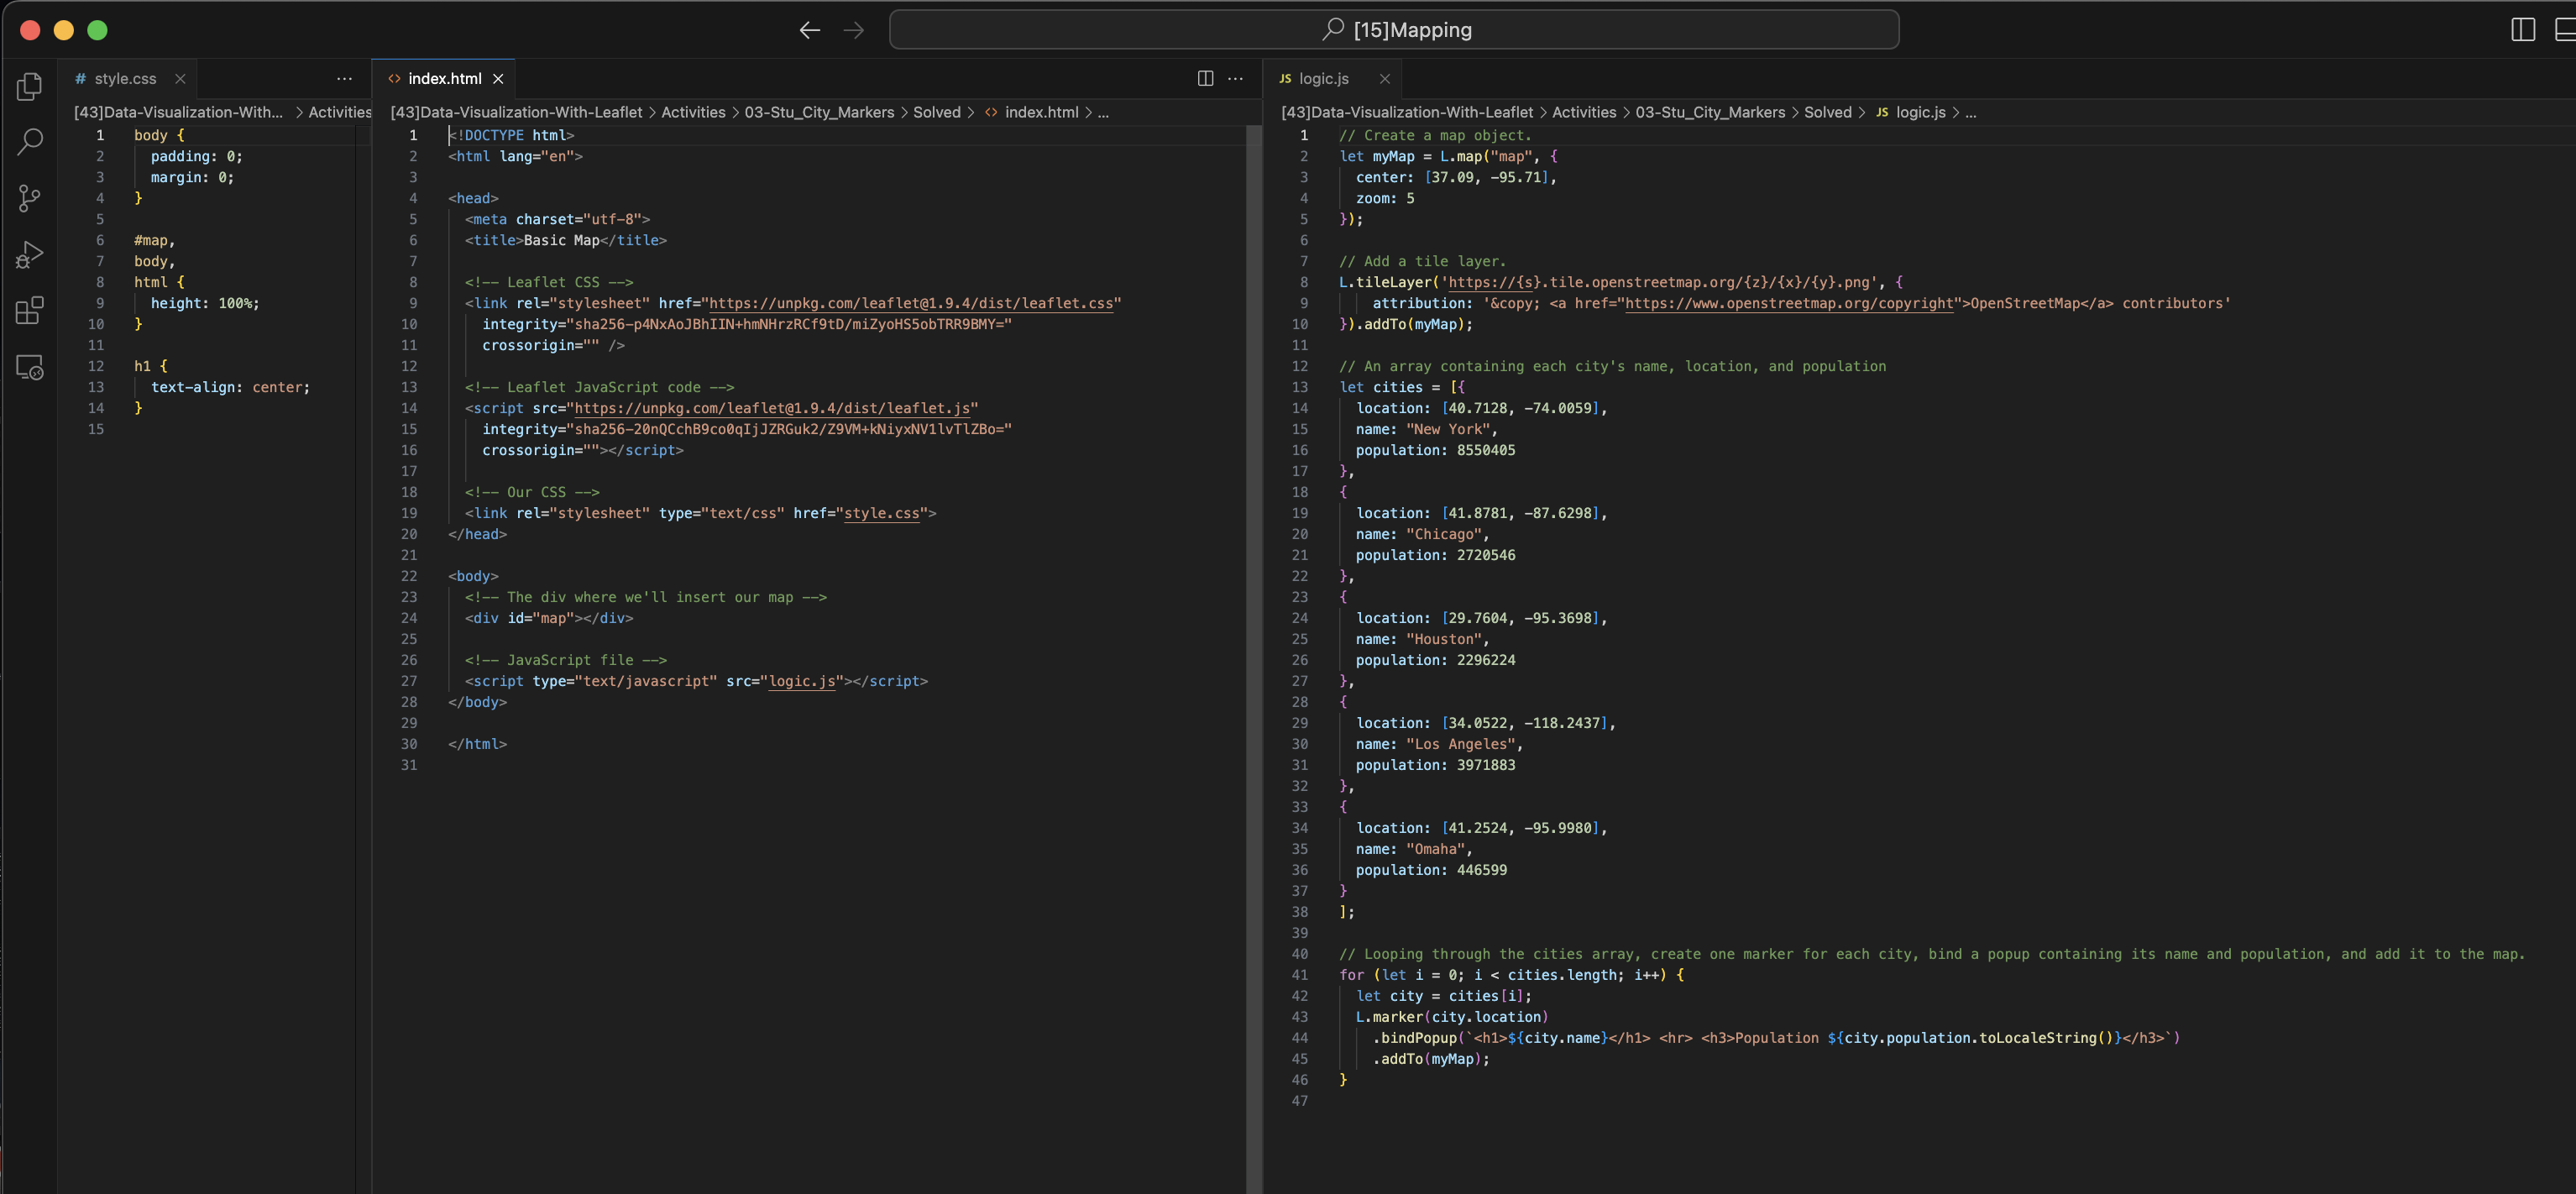 [15]Mapping
# style.css
[43]Data-Visualization-With... > Activities
1 body {
2   padding: 0;
3   margin: 0;
4 }
5
6 #map,
7 body,
8 html {
9   height: 100%;
10 }
11
12 h1 {
13   text-align: center;
14 }
15
<> index.html
[43]Data-Visualization-With-Leaflet > Activities > 03-Stu_City_Markers > Solved > <> index.html > ...
1 <!DOCTYPE html>
2 <html lang="en">
3
4 <head>
5   <meta charset="utf-8">
6   <title>Basic Map</title>
7
8   <!-- Leaflet CSS -->
9   <link rel="stylesheet" href="https://unpkg.com/leaflet@1.9.4/dist/leaflet.css"
10     integrity="sha256-p4NxAoJBhIIN+hmNHrzRCf9tD/miZyoHS5obTRR9BMY="
11     crossorigin="" />
12
13   <!-- Leaflet JavaScript code -->
14   <script src="https://unpkg.com/leaflet@1.9.4/dist/leaflet.js"
15     integrity="sha256-20nQCchB9co0qIjJZRGuk2/Z9VM+kNiyxNV1lvTlZBo="
16     crossorigin=""></script>
17
18   <!-- Our CSS -->
19   <link rel="stylesheet" type="text/css" href="style.css">
20 </head>
21
22 <body>
23   <!-- The div where we'll insert our map -->
24   <div id="map"></div>
25
26   <!-- JavaScript file -->
27   <script type="text/javascript" src="logic.js"></script>
28 </body>
29
30 </html>
31
JS logic.js
[43]Data-Visualization-With-Leaflet > Activities > 03-Stu_City_Markers > Solved > JS logic.js > ...
1 // Create a map object.
2 let myMap = L.map("map", {
3   center: [37.09, -95.71],
4   zoom: 5
5 });
6
7 // Add a tile layer.
8 L.tileLayer('https://{s}.tile.openstreetmap.org/{z}/{x}/{y}.png', {
9     attribution: '&copy; <a href="https://www.openstreetmap.org/copyright">OpenStreetMap</a> contributors'
10 }).addTo(myMap);
11
12 // An array containing each city's name, location, and population
13 let cities = [{
14   location: [40.7128, -74.0059],
15   name: "New York",
16   population: 8550405
17 },
18 {
19   location: [41.8781, -87.6298],
20   name: "Chicago",
21   population: 2720546
22 },
23 {
24   location: [29.7604, -95.3698],
25   name: "Houston",
26   population: 2296224
27 },
28 {
29   location: [34.0522, -118.2437],
30   name: "Los Angeles",
31   population: 3971883
32 },
33 {
34   location: [41.2524, -95.9980],
35   name: "Omaha",
36   population: 446599
37 }
38 ];
39
40 // Looping through the cities array, create one marker for each city, bind a popup containing its name and population, and add it to the map.
41 for (let i = 0; i < cities.length; i++) {
42   let city = cities[i];
43   L.marker(city.location)
44     .bindPopup(`<h1>${city.name}</h1> <hr> <h3>Population ${city.population.toLocaleString()}</h3>`)
45     .addTo(myMap);
46 }
47